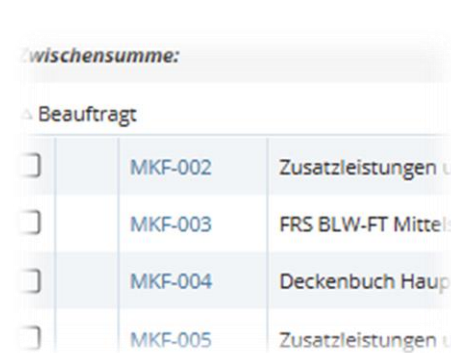 Zwischensumme:
Beauftragt
MKF-002 Zusatzleistungen
MKF-003 FRS BLW-FT
MKF-004 Deckenbuch
MKF-005 Zusatzleistungen